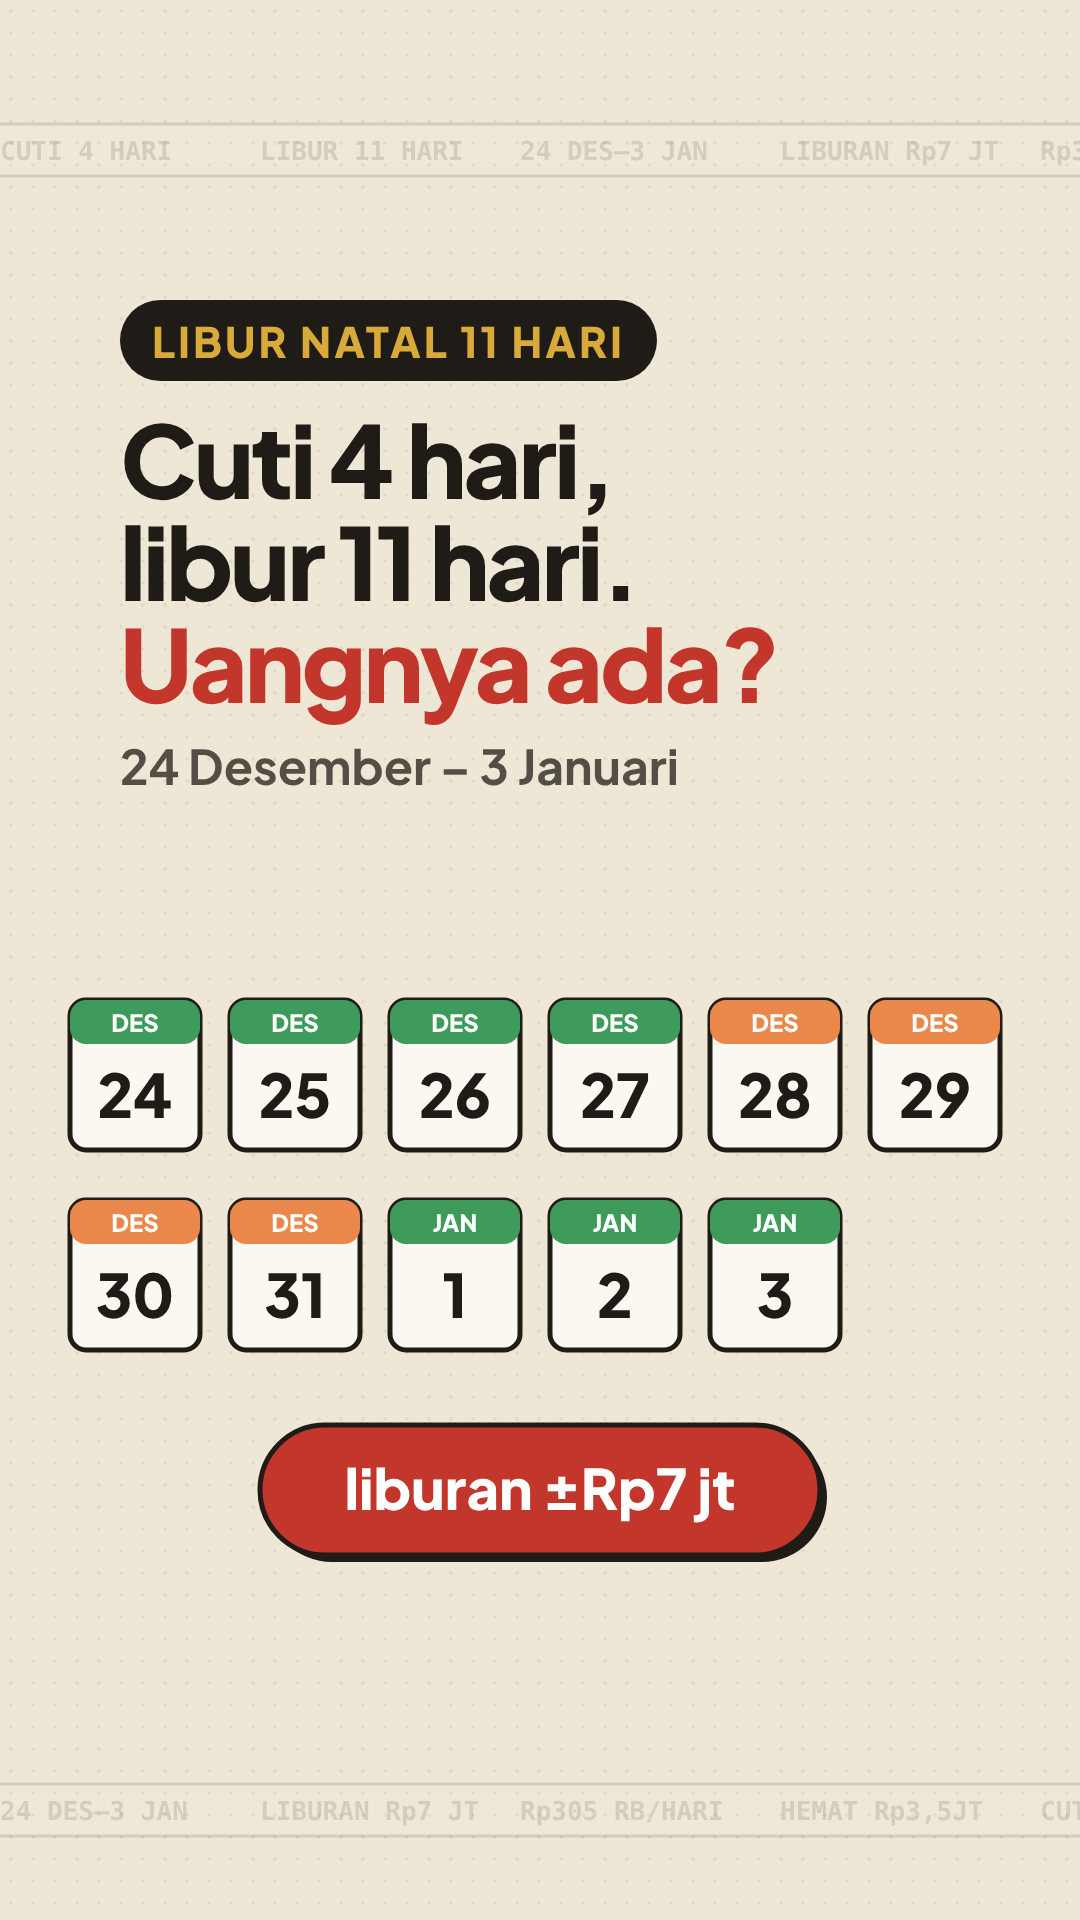 CUTI 4 HARI LIBUR 11 HARI 24 DES–3 JAN LIBURAN Rp7 JT
LIBUR NATAL 11 HARI
Cuti 4 hari,
libur 11 hari.
Uangnya ada?
24 Desember – 3 Januari
DES DES DES DES DES DES
24 25 26 27 28 29
DES DES JAN JAN JAN
30 31 1 2 3
liburan ±Rp7 jt
24 DES–3 JAN LIBURAN Rp7 JT Rp305 RB/HARI HEMAT Rp3,5JT